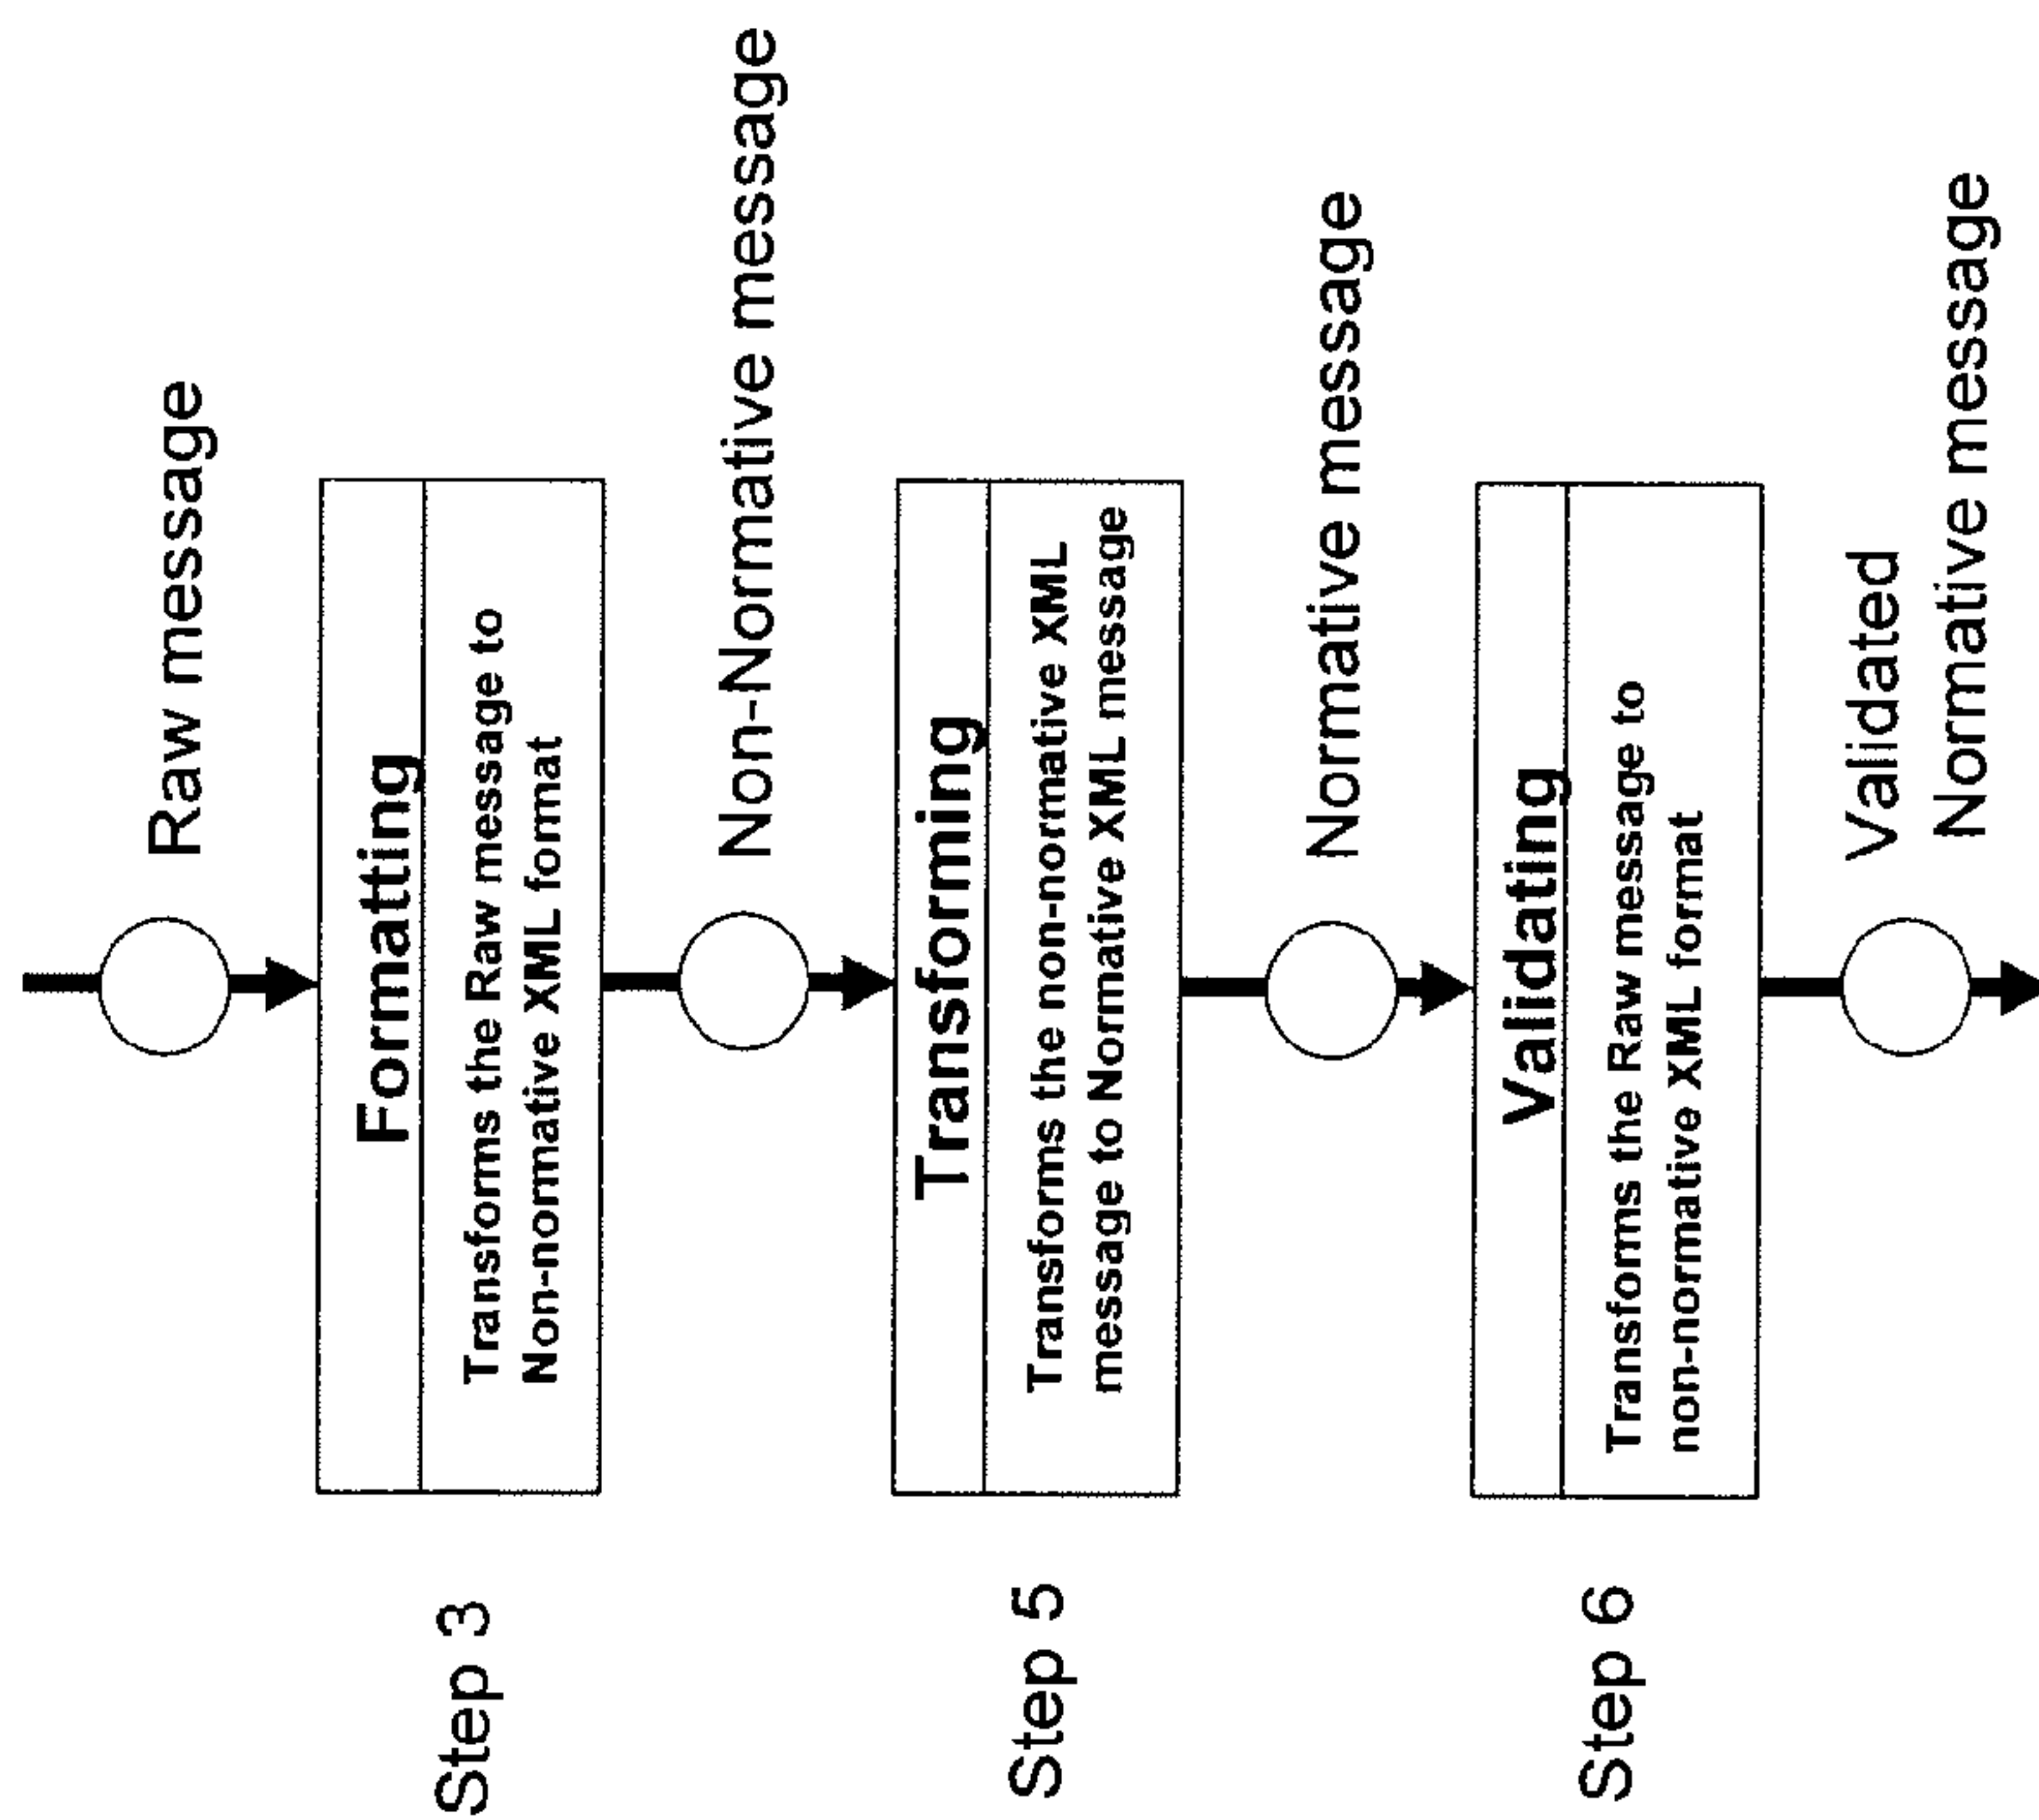 Raw message
Formatting
Transforms the Raw message to
Non-normative XML format
Step 3
Non-Normative message
Transforming
Transforms the non-normative XML
message to Normative XML message
Step 5
Normative message
Validating
Transforms the Raw message to
non-normative XML format
Step 6
Validated
Normative message